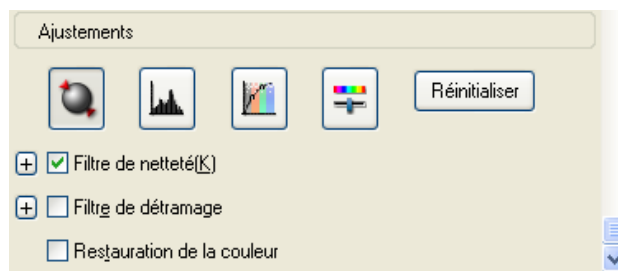 Ajustements
Réinitialiser
Filtre de netteté(K)
Filtre de détramage
Restauration de la couleur